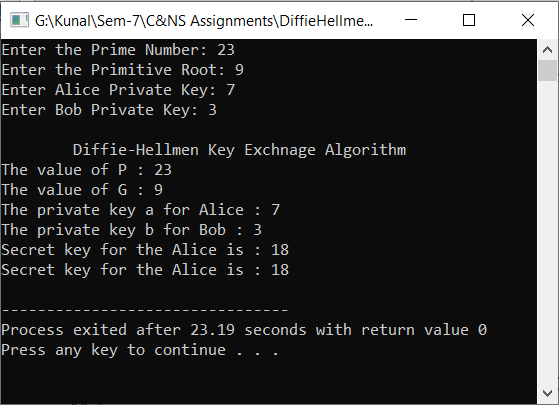 G:\Kunal\Sem-7\C&NS Assignments\DiffieHellme...
Enter the Prime Number: 23
Enter the Primitive Root: 9
Enter Alice Private Key: 7
Enter Bob Private Key: 3
Diffie-Hellmen Key Exchnage Algorithm
The value of P : 23
The value of G : 9
The private key a for Alice : 7
The private key b for Bob : 3
Secret key for the Alice is : 18
Secret key for the Alice is : 18
--------------------------------
Process exited after 23.19 seconds with return value 0
Press any key to continue . . .